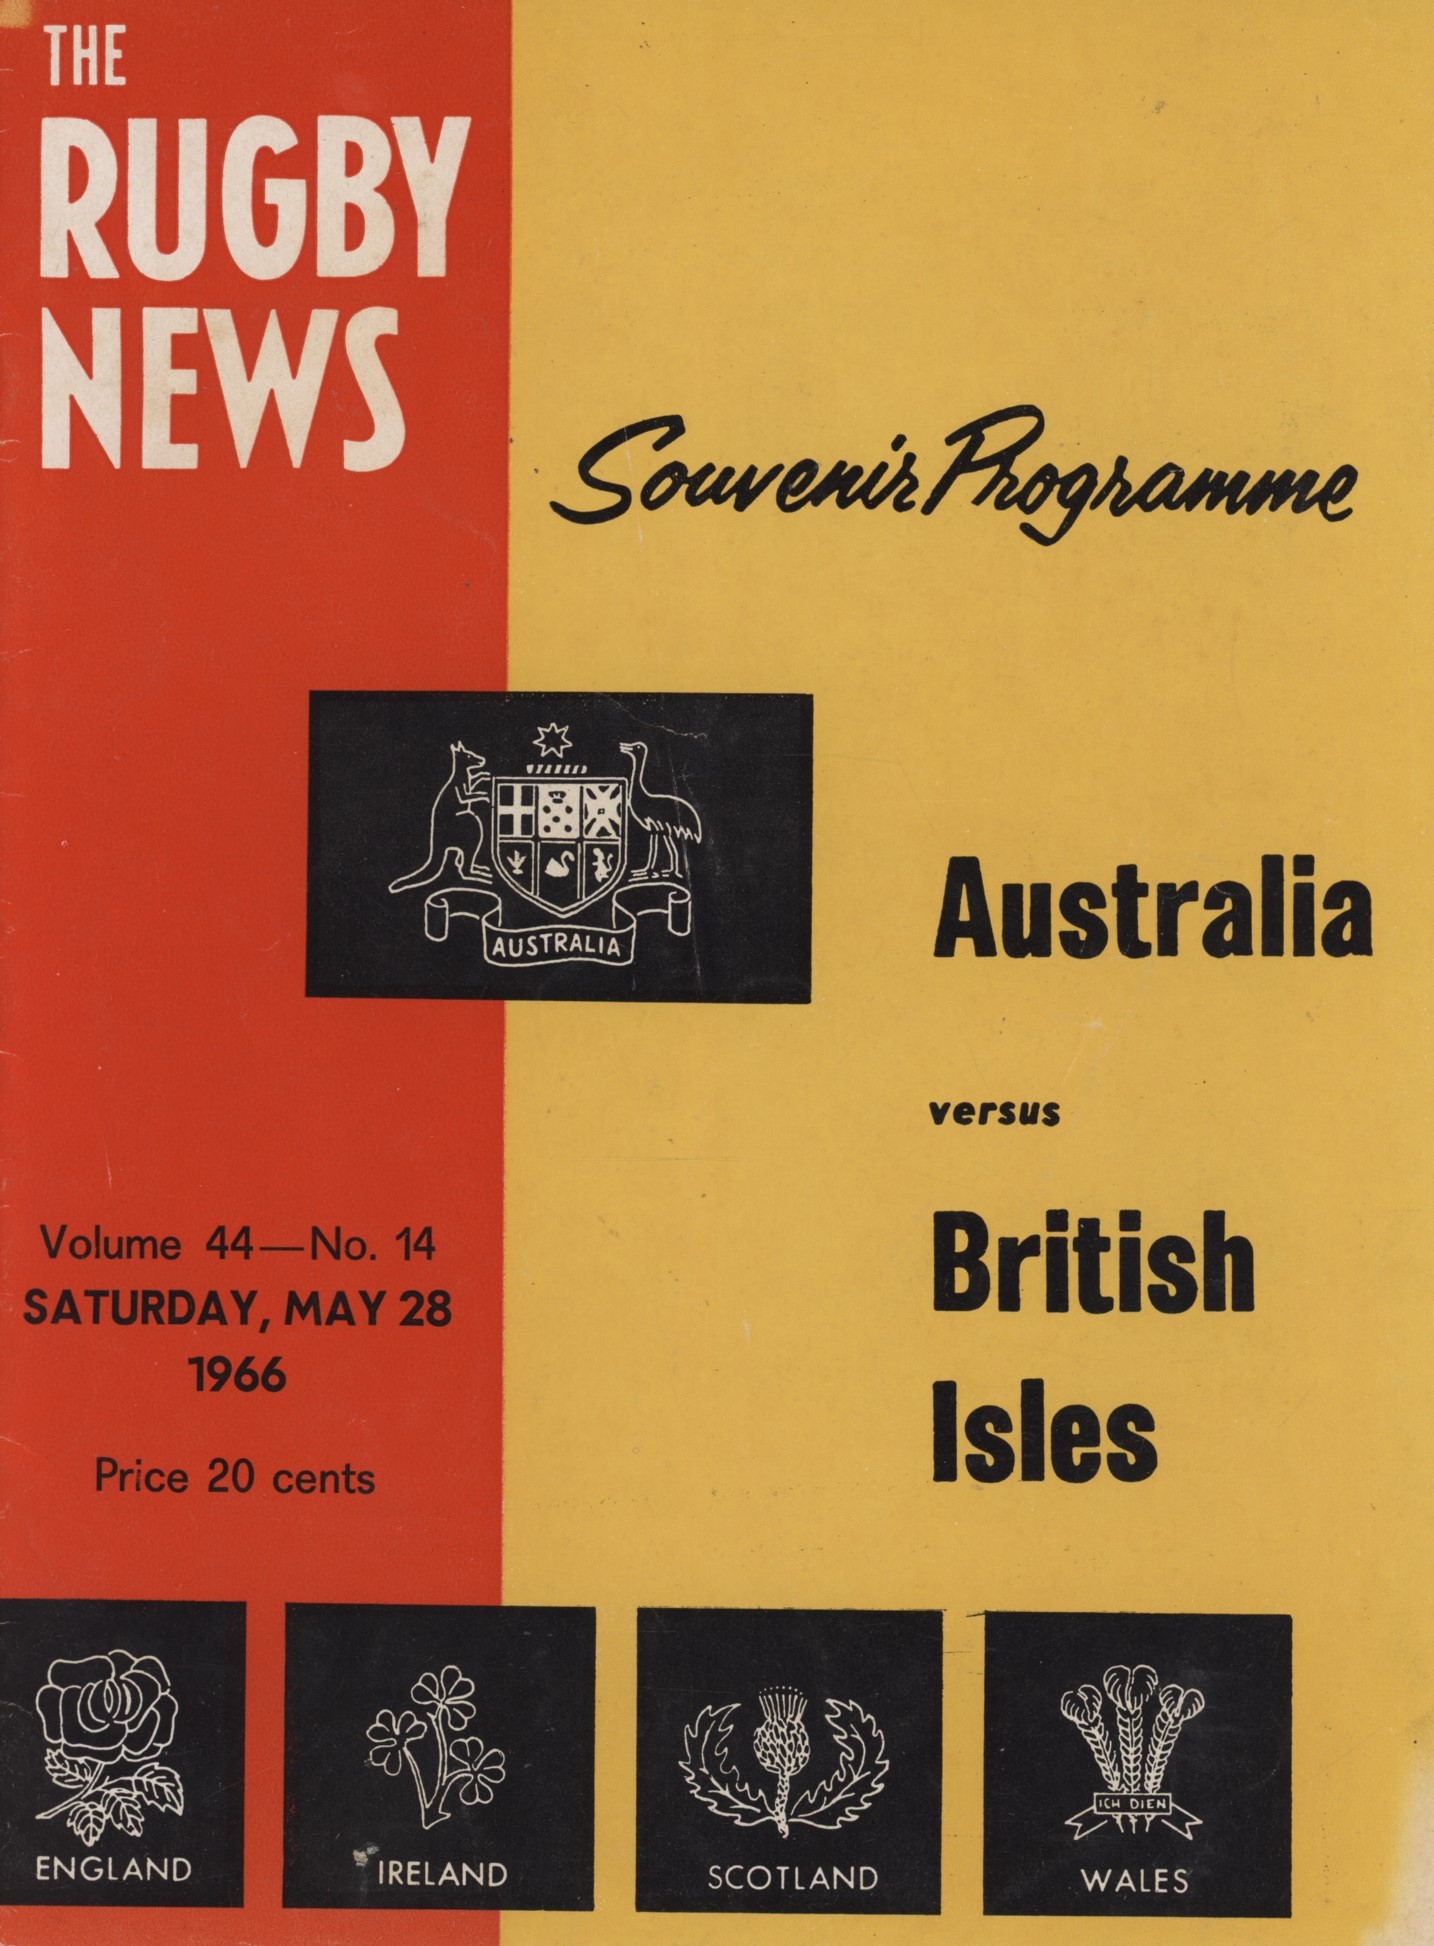 THE
RUGBY
NEWS
Souvenir Programme
AUSTRALIA
Australia
versus
British
Isles
Volume 44—No. 14
SATURDAY, MAY 28
1966
Price 20 cents
ICH DIEN
ENGLAND
IRELAND
SCOTLAND
WALES